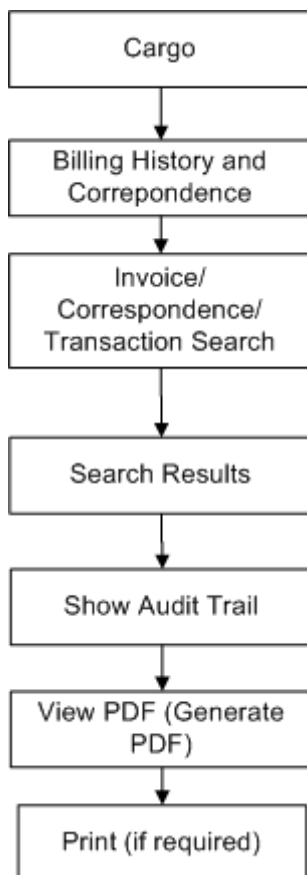 Cargo
Billing History and
Correpondence
Invoice/
Correspondence/
Transaction Search
Search Results
Show Audit Trail
View PDF (Generate
PDF)
Print (if required)